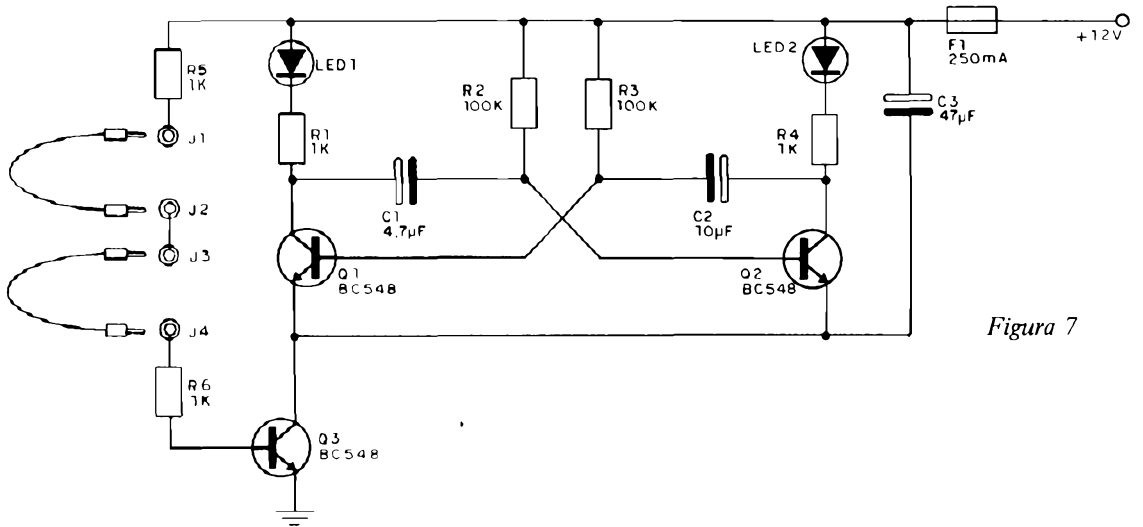 R5
1K
J1
J2
J3
J4
R6
1K
LED1
R1
1K
C1
4,7µF
Q1
BC548
Q3
BC548
R2
100K
R3
100K
LED2
R4
1K
C2
10µF
Q2
BC548
C3
47µF
F1
250mA
+12V
Figura 7